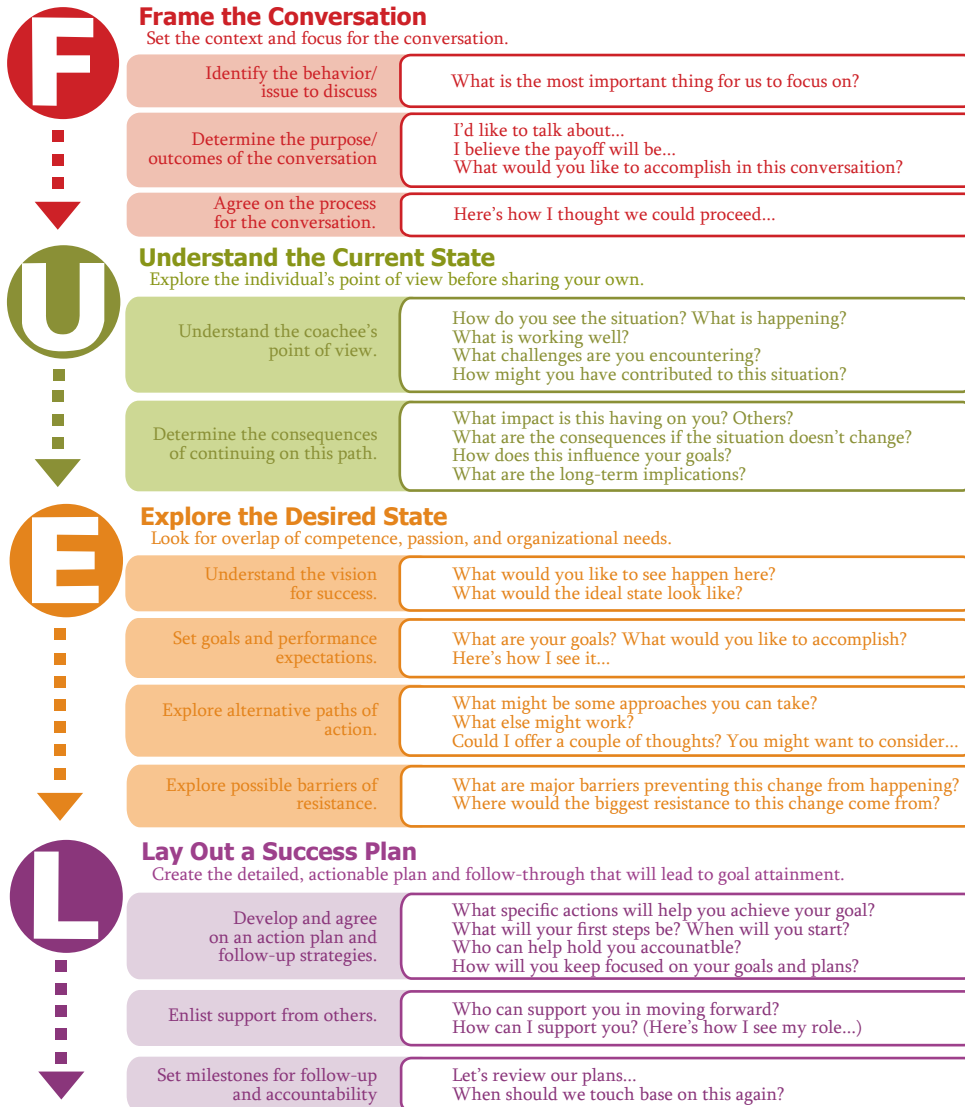 F
Frame the Conversation
Set the context and focus for the conversation.
Identify the behavior/
issue to discuss
What is the most important thing for us to focus on?
Determine the purpose/
outcomes of the conversation
I'd like to talk about...
I believe the payoff will be...
What would you like to accomplish in this conversaition?
Agree on the process
for the conversation.
Here's how I thought we could proceed...
U
Understand the Current State
Explore the individual's point of view before sharing your own.
Understand the coachee's
point of view.
How do you see the situation? What is happening?
What is working well?
What challenges are you encountering?
How might you have contributed to this situation?
Determine the consequences
of continuing on this path.
What impact is this having on you? Others?
What are the consequences if the situation doesn't change?
How does this influence your goals?
What are the long-term implications?
E
Explore the Desired State
Look for overlap of competence, passion, and organizational needs.
Understand the vision
for success.
What would you like to see happen here?
What would the ideal state look like?
Set goals and performance
expectations.
What are your goals? What would you like to accomplish?
Here's how I see it...
Explore alternative paths of
action.
What might be some approaches you can take?
What else might work?
Could I offer a couple of thoughts? You might want to consider...
Explore possible barriers of
resistance.
What are major barriers preventing this change from happening?
Where would the biggest resistance to this change come from?
L
Lay Out a Success Plan
Create the detailed, actionable plan and follow-through that will lead to goal attainment.
Develop and agree
on an action plan and
follow-up strategies.
What specific actions will help you achieve your goal?
What will your first steps be? When will you start?
Who can help hold you accounatble?
How will you keep focused on your goals and plans?
Enlist support from others.
Who can support you in moving forward?
How can I support you? (Here's how I see my role...)
Set milestones for follow-up
and accountability
Let's review our plans...
When should we touch base on this again?